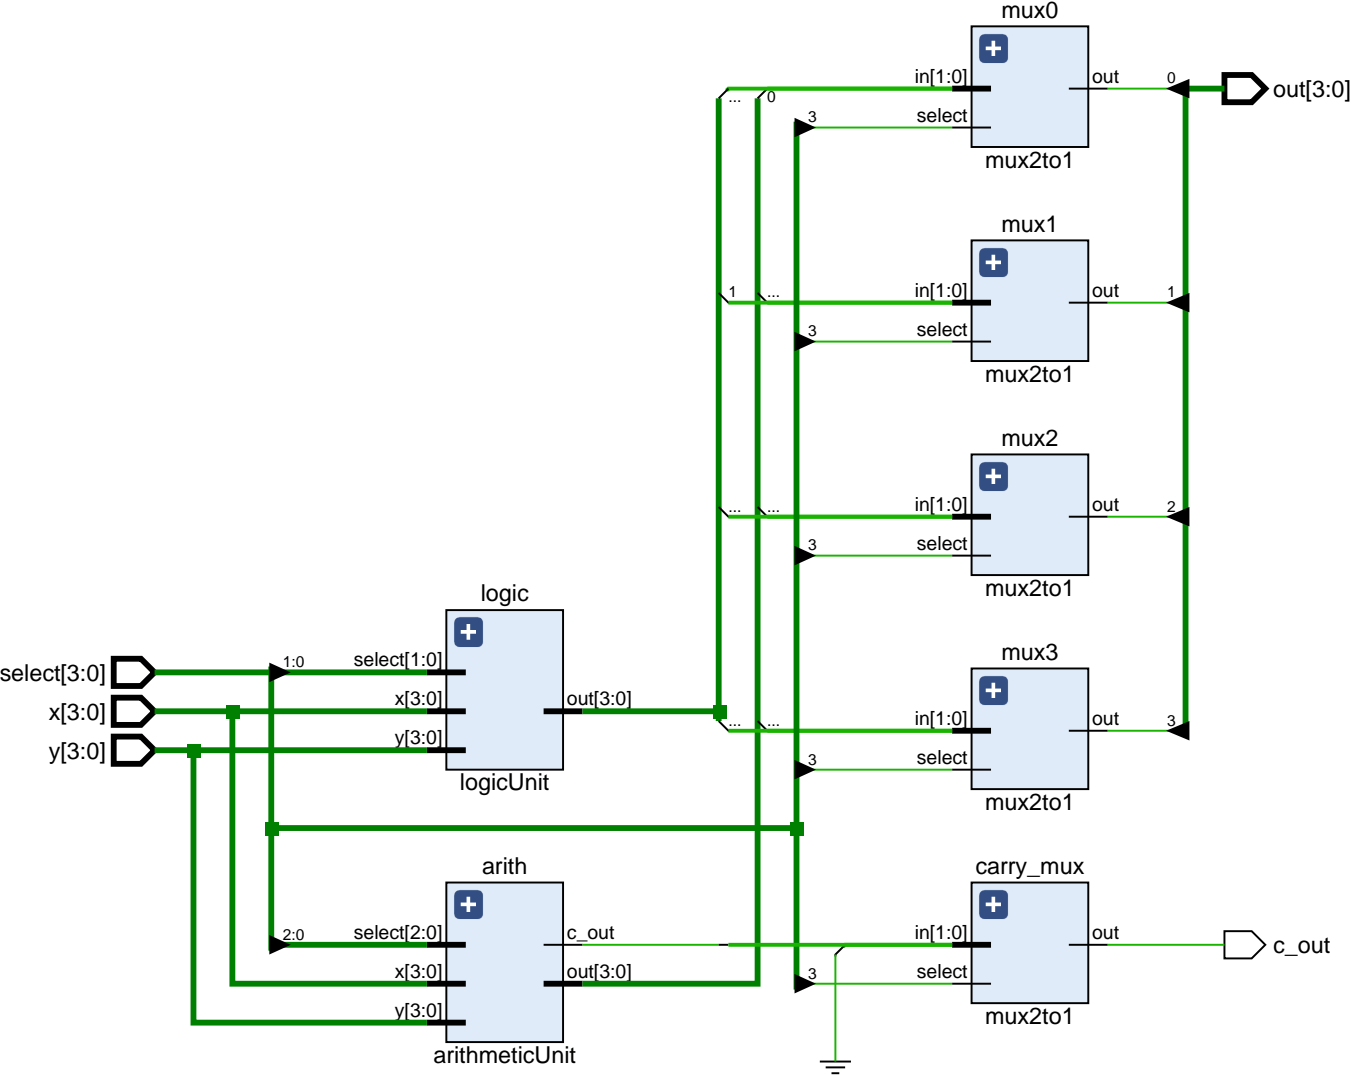 mux0
in[1:0]
out
0
out[3:0]
... 0
3
select
mux2to1
mux1
1 ...
in[1:0]
out
1
3
select
mux2to1
mux2
... ...
in[1:0]
out
2
3
select
mux2to1
logic
select[3:0]
1:0
select[1:0]
x[3:0]
x[3:0]
out[3:0]
y[3:0]
y[3:0]
logicUnit
mux3
... ...
in[1:0]
out
3
3
select
mux2to1
arith
2:0
select[2:0]
c_out
x[3:0]
out[3:0]
y[3:0]
arithmeticUnit
carry_mux
in[1:0]
out
c_out
3
select
mux2to1